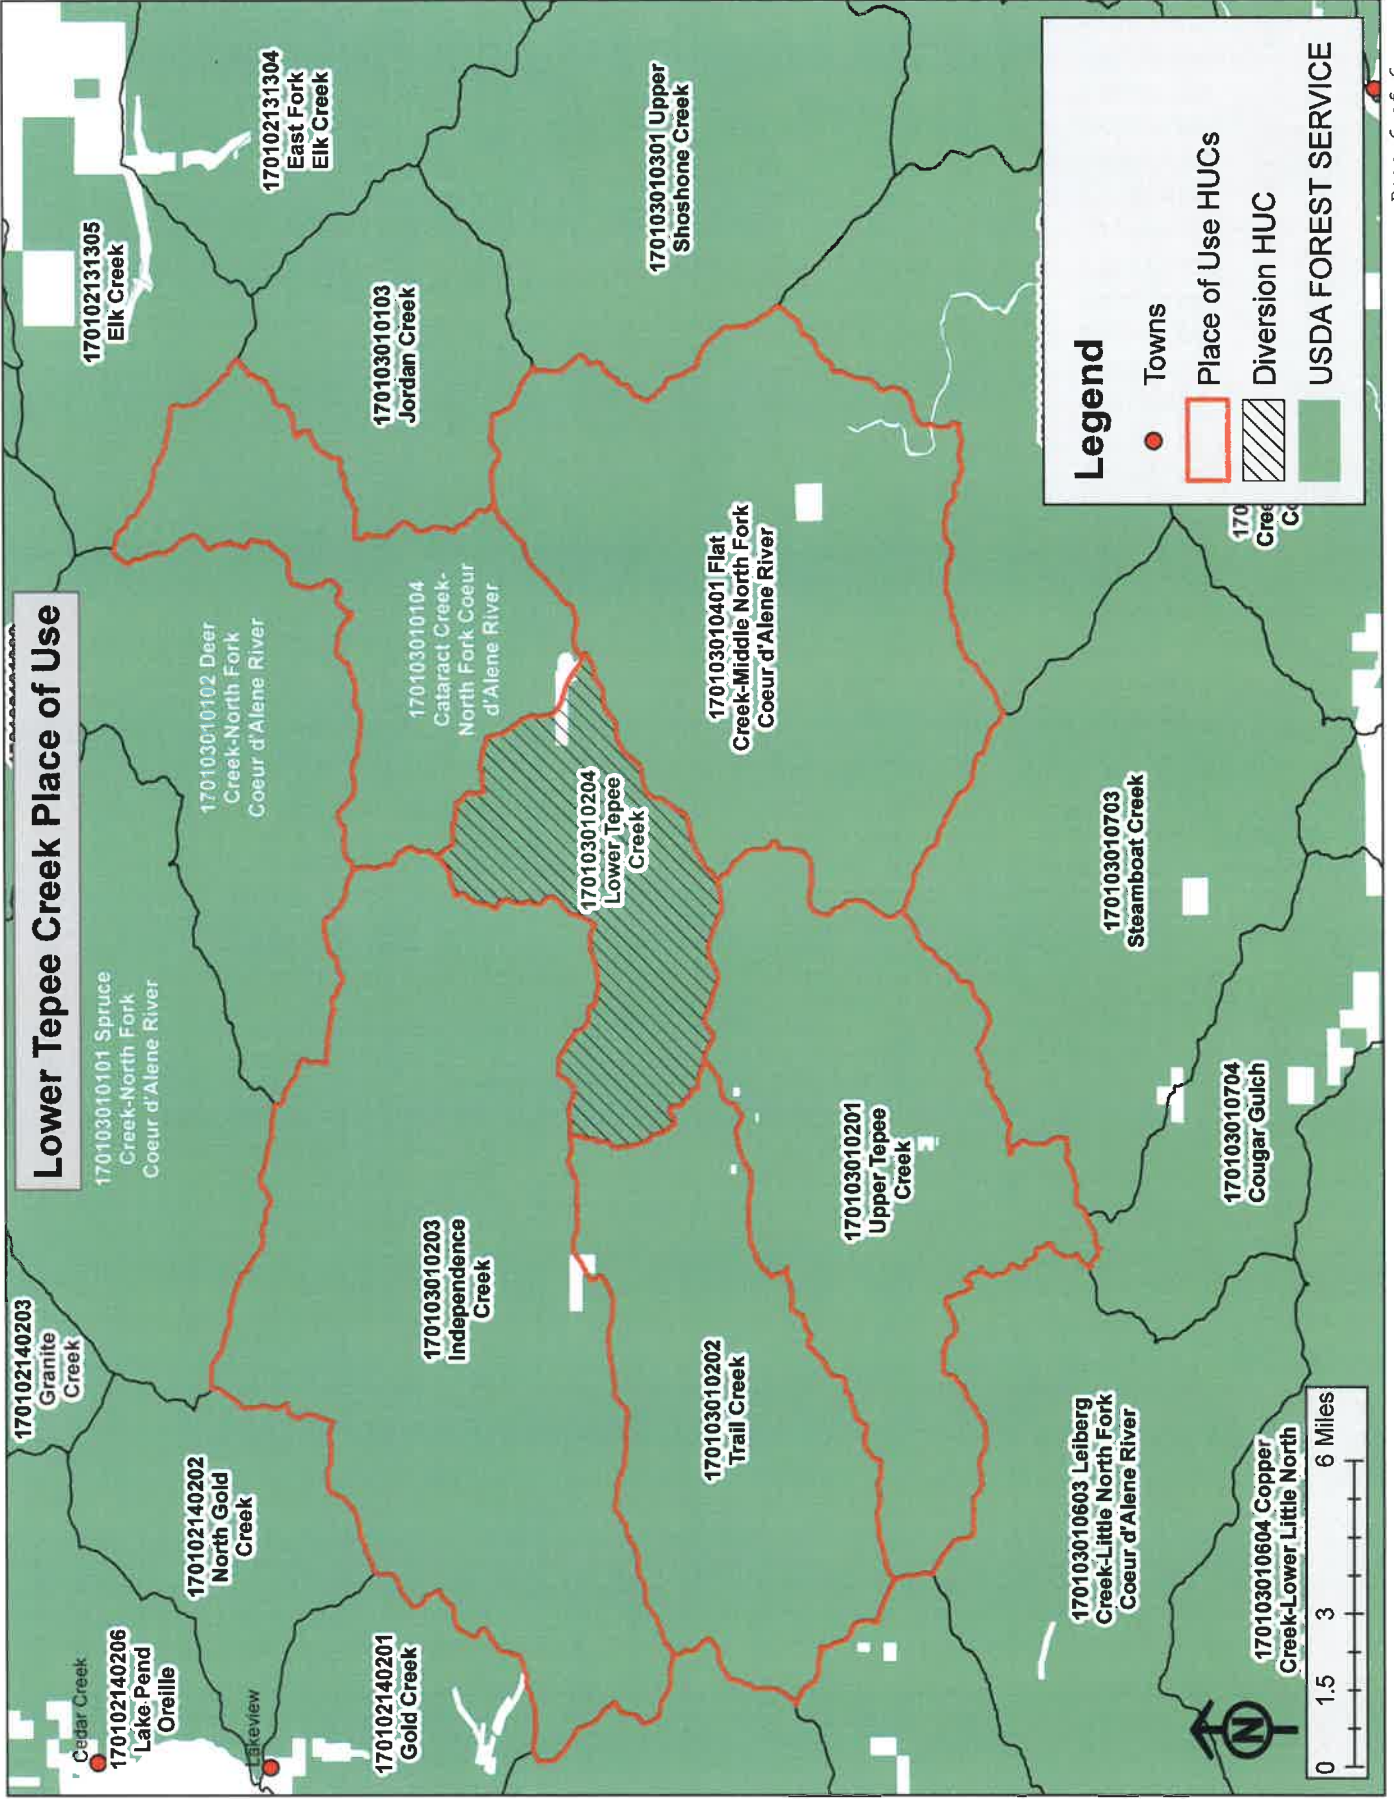 Lower Tepee Creek Place of Use
170102140203
Granite
Creek
170102140206
Lake Pend
Oreille
Cedar Creek
Lakeview
170102140202
North Gold
Creek
170102140201
Gold Creek
170103010101 Spruce
Creek-North Fork
Coeur d'Alene River
170103010102 Deer
Creek-North Fork
Coeur d'Alene River
170102131305
Elk Creek
170102131304
East Fork
Elk Creek
170103010103
Jordan Creek
170103010104
Cataract Creek-
North Fork Coeur
d'Alene River
170103010203
Independence
Creek
170103010204
Lower Tepee
Creek
170103010301 Upper
Shoshone Creek
170103010202
Trail Creek
170103010401 Flat
Creek-Middle North Fork
Coeur d'Alene River
170103010201
Upper Tepee
Creek
170103010703
Steamboat Creek
170103010603 Leiberg
Creek-Little North Fork
Coeur d'Alene River
170103010704
Cougar Gulch
170103010604 Copper
Creek-Lower Little North
170
Cree
Co
N
0 1.5 3 6 Miles
Legend
Towns
Place of Use HUCs
Diversion HUC
USDA FOREST SERVICE